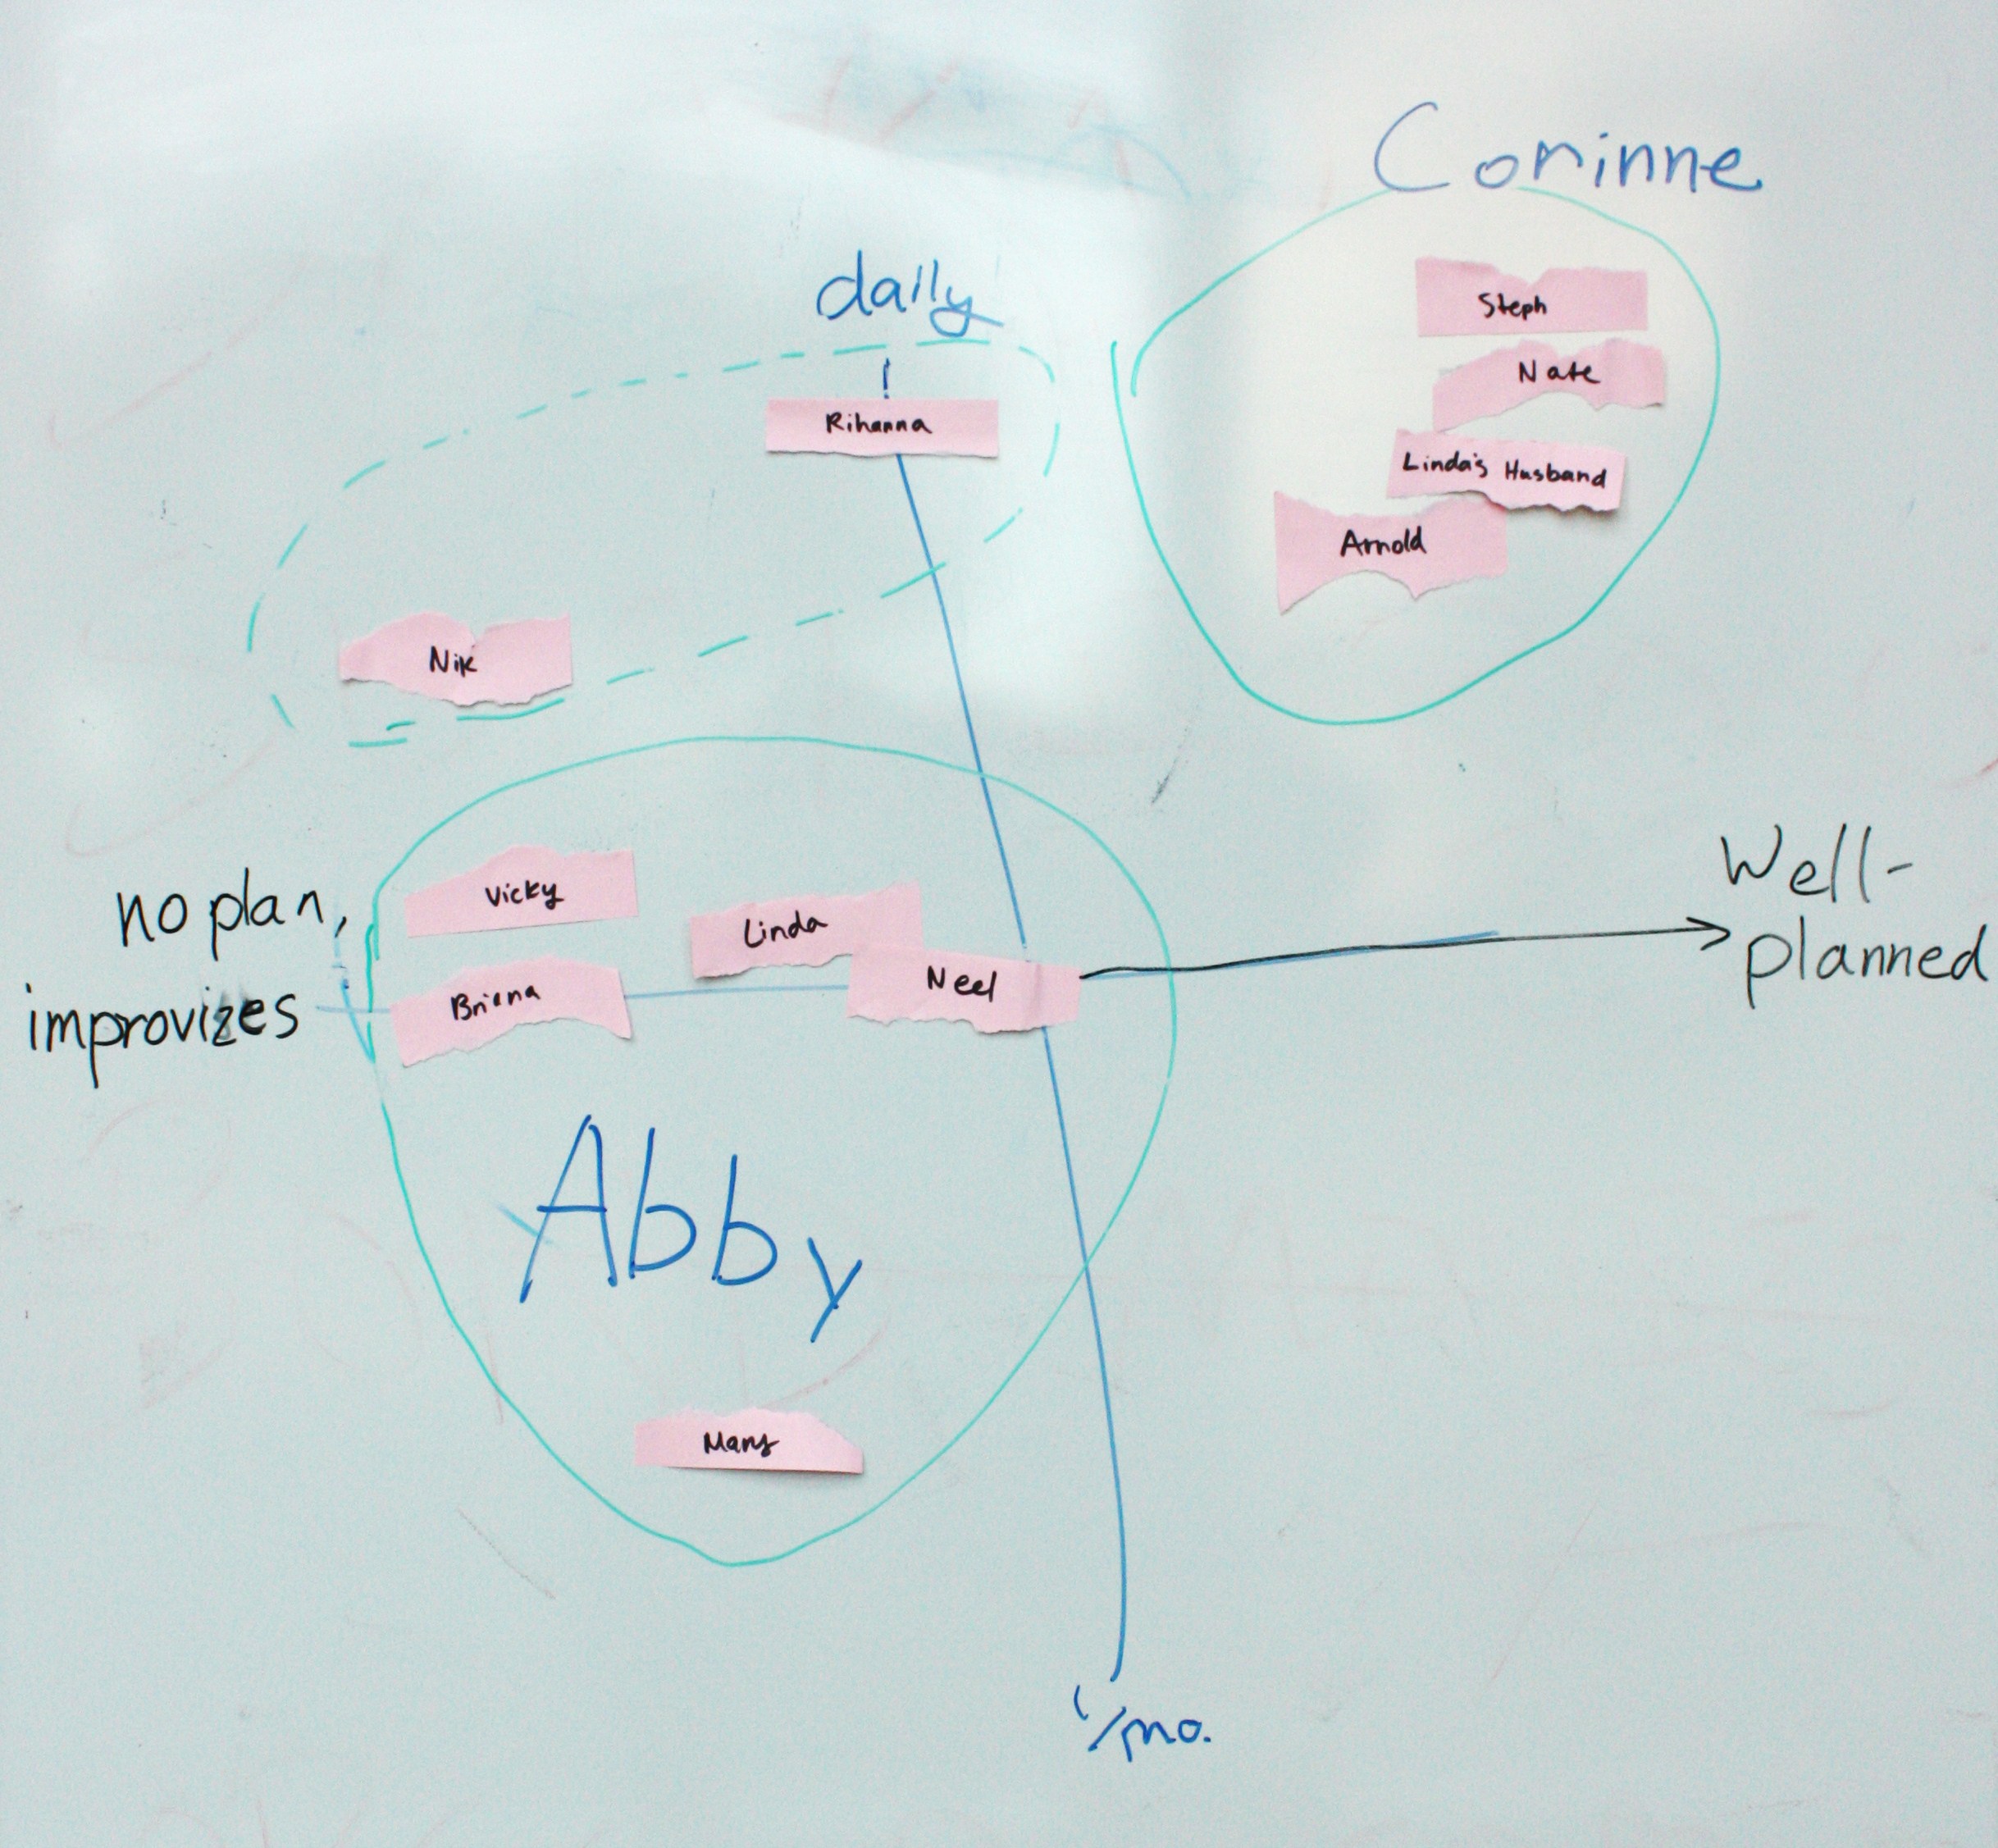 Corinne
daily
Steph
Nate
Rihanna
Linda's Husband
Arnold
Nik
no plan,
improvizes
Vicky
Linda
Briana
Neel
Well-
planned
Abby
Mary
1/mo.